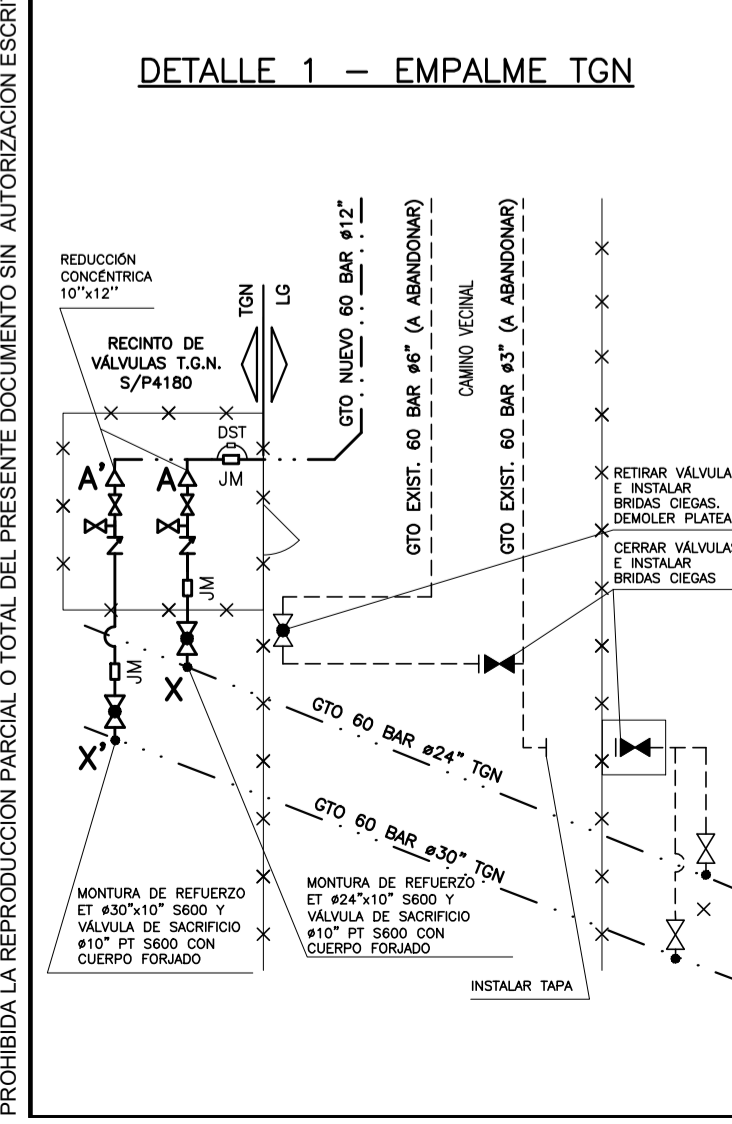 DETALLE 1 – EMPALME TGN
REDUCCIÓN
CONCÉNTRICA
10''x12''
RECINTO DE
VÁLVULAS T.G.N.
S/P4180
TGN
LG
GTO NUEVO 60 BAR ø12"
GTO EXIST. 60 BAR ø6" (A ABANDONAR)
CAMINO VECINAL
GTO EXIST. 60 BAR ø3" (A ABANDONAR)
DST
JM
A'
A
JM
JM
X
X'
RETIRAR VÁLVULA
E INSTALAR
BRIDAS CIEGAS.
DEMOLER PLATEA
CERRAR VÁLVULAS
E INSTALAR
BRIDAS CIEGAS
GTO 60 BAR ø24" TGN
GTO 60 BAR ø30" TGN
MONTURA DE REFUERZO
ET ø30"x10" S600 Y
VÁLVULA DE SACRIFICIO
ø10" PT S600 CON
CUERPO FORJADO
MONTURA DE REFUERZO
ET ø24"x10" S600 Y
VÁLVULA DE SACRIFICIO
ø10" PT S600 CON
CUERPO FORJADO
INSTALAR TAPA
PROHIBIDA LA REPRODUCCION PARCIAL O TOTAL DEL PRESENTE DOCUMENTO SIN AUTORIZACION ESCRIT